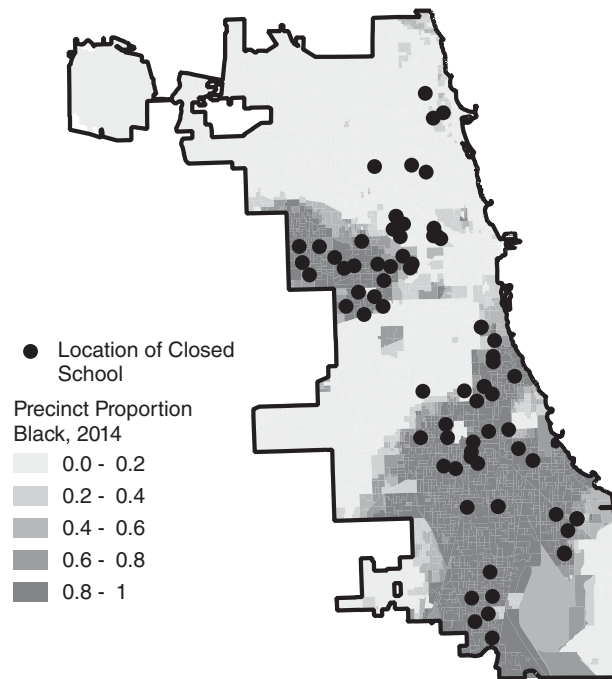 Location of Closed
School
Precinct Proportion
Black, 2014
0.0 - 0.2
0.2 - 0.4
0.4 - 0.6
0.6 - 0.8
0.8 - 1